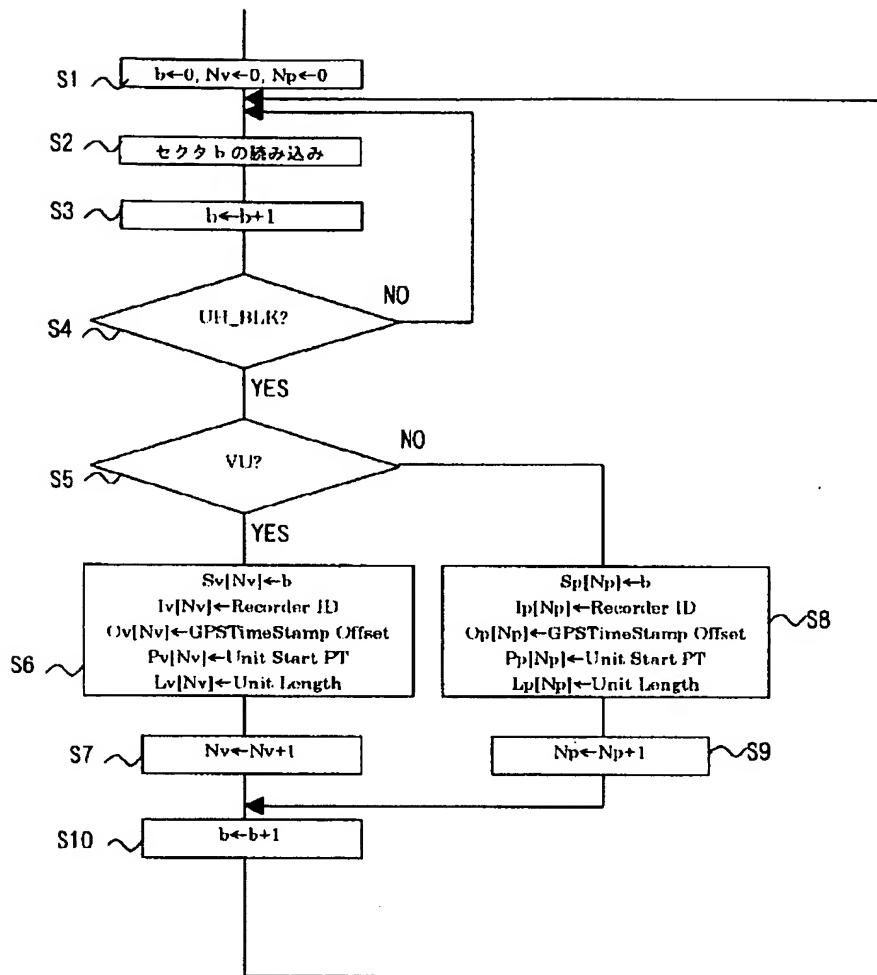 S1
b←0, Nv←0, Np←0
S2
セクタ b の読み込み
S3
b←b+1
S4
UH_BLK?
NO
YES
S5
VU?
NO
YES
S6
Sv[Nv]←b
Iv[Nv]←Recorder ID
Ov[Nv]←GPSTimeStamp Offset
Pv[Nv]←Unit Start PT
Lv[Nv]←Unit Length
Sp[Np]←b
Ip[Np]←Recorder ID
Op[Np]←GPSTimeStamp Offset
Pp[Np]←Unit Start PT
Lp[Np]←Unit Length
S8
S7
Nv←Nv+1
Np←Np+1
S9
S10
b←b+1